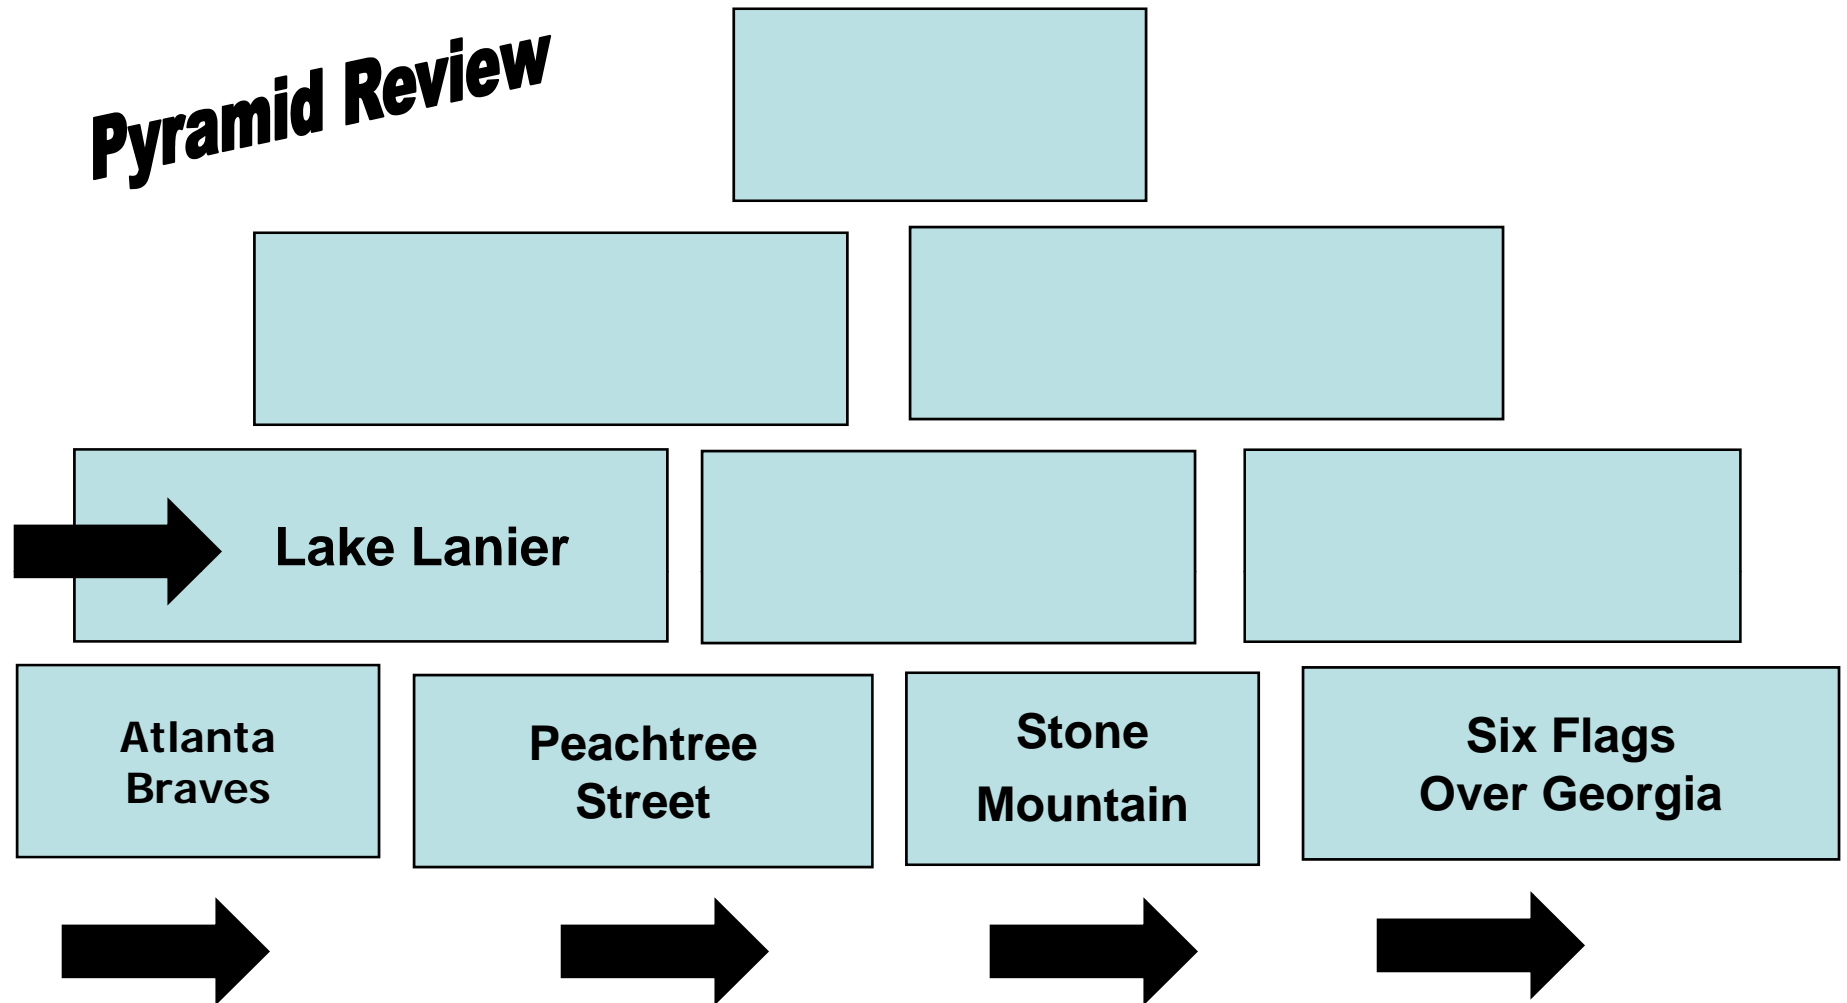 Pyramid Review
Lake Lanier
Atlanta
Braves
Peachtree
Street
Stone
Mountain
Six Flags
Over Georgia